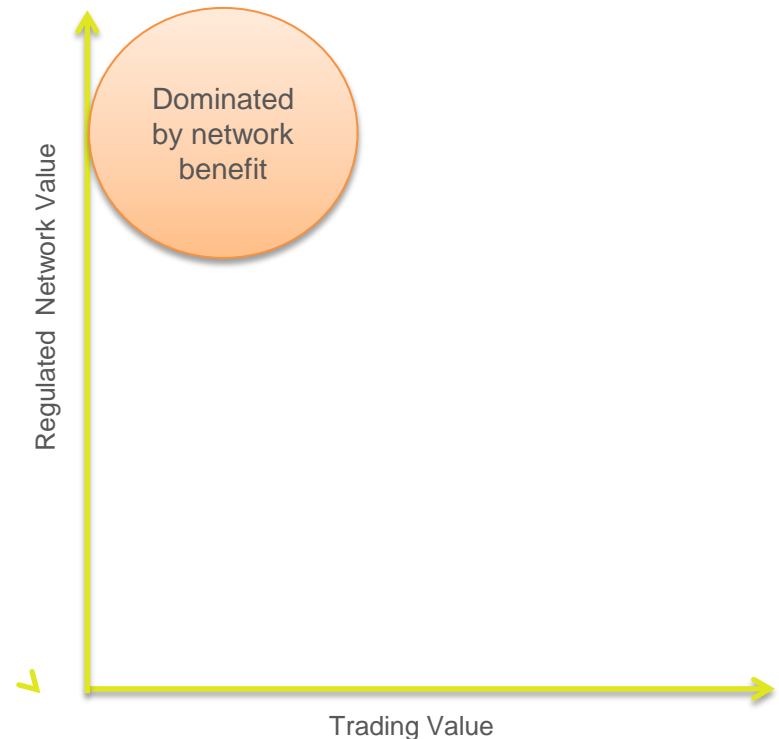 Dominated
by network
benefit
Regulated Network Value
Trading Value